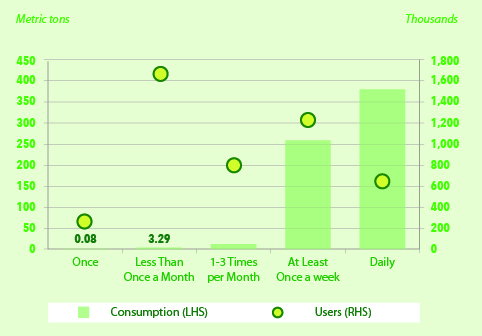 Metric tons Thousands
450 1,800
400 1,600
350 1,400
300 1,200
250 1,000
200 800
150 600
100 400
50 200
0 0
0.08 3.29
Once Less Than 1-3 Times At Least Daily
Once a Month per Month Once a week
Consumption (LHS) Users (RHS)